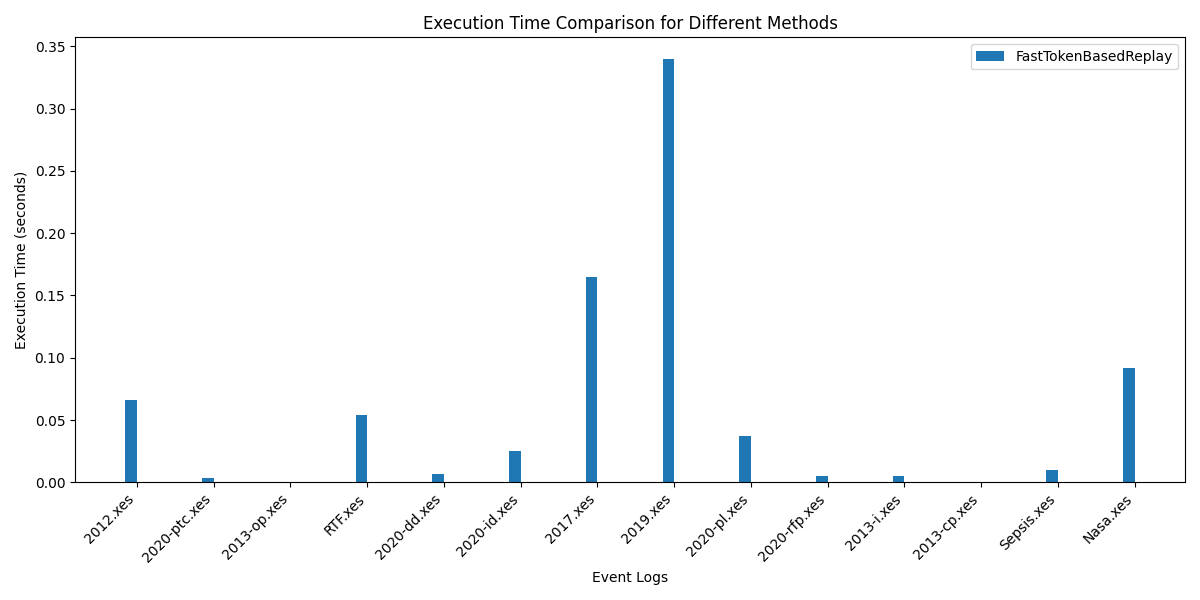 Execution Time Comparison for Different Methods
FastTokenBasedReplay
Execution Time (seconds)
0.35
0.30
0.25
0.20
0.15
0.10
0.05
0.00
2012.xes
2020-ptc.xes
2013-op.xes
RTF.xes
2020-dd.xes
2020-id.xes
2017.xes
2019.xes
2020-pl.xes
2020-rfp.xes
2013-i.xes
2013-cp.xes
Sepsis.xes
Nasa.xes
Event Logs